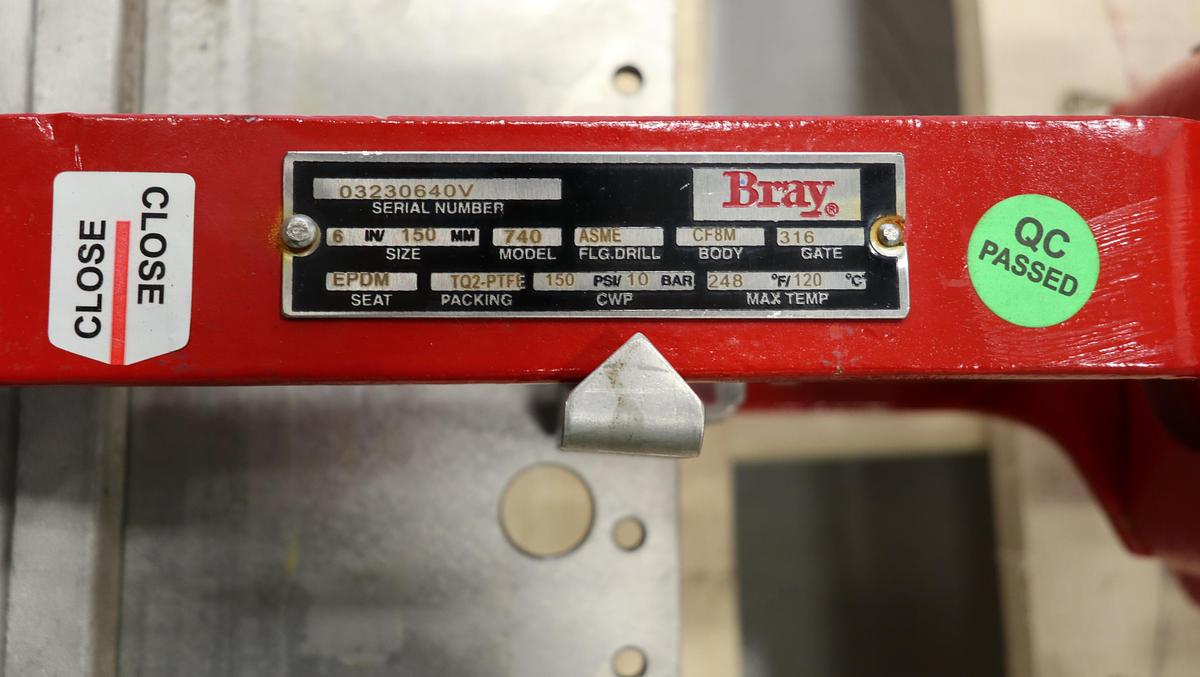 CLOSE
CLOSE
03230640V
SERIAL NUMBER
Bray®
6 IN/ 150 MM 740 ASME CF8M 316
SIZE MODEL FLG.DRILL BODY GATE
EPDM TQ2-PTFE 150 PSI/ 10 BAR 248 °F/ 120 °C
SEAT PACKING CWP MAX TEMP
QC
PASSED